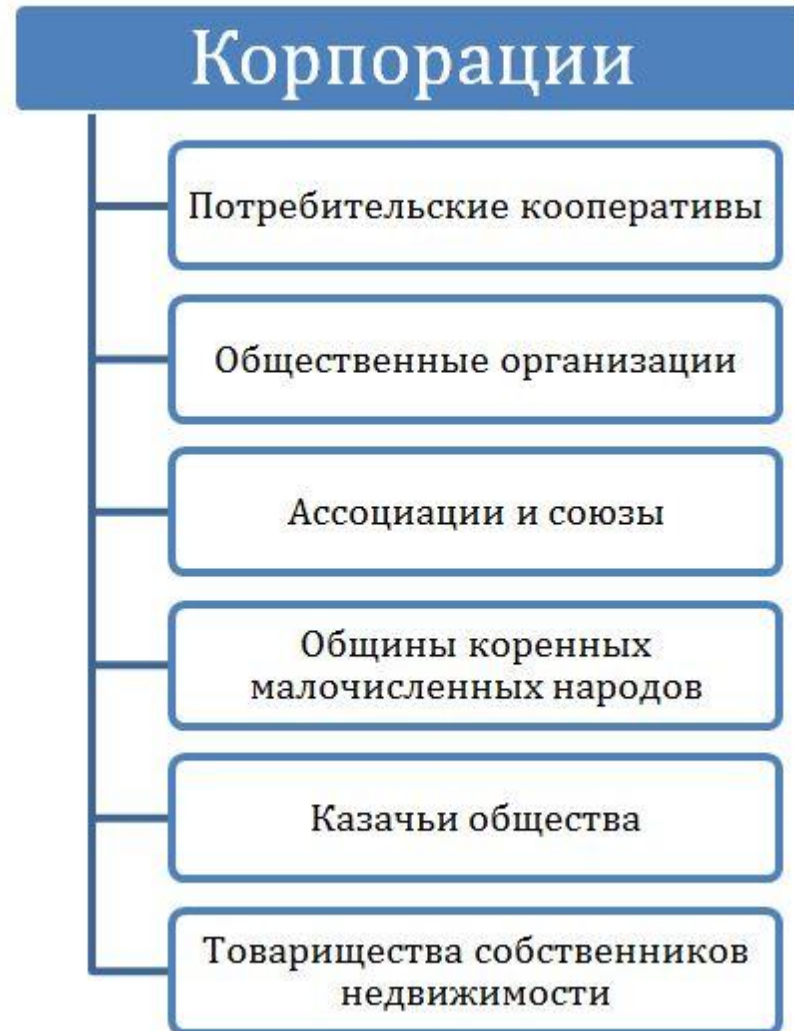 Корпорации
Потребительские кооперативы
Общественные организации
Ассоциации и союзы
Общины коренных
малочисленных народов
Казачьи общества
Товарищества собственников
недвижимости